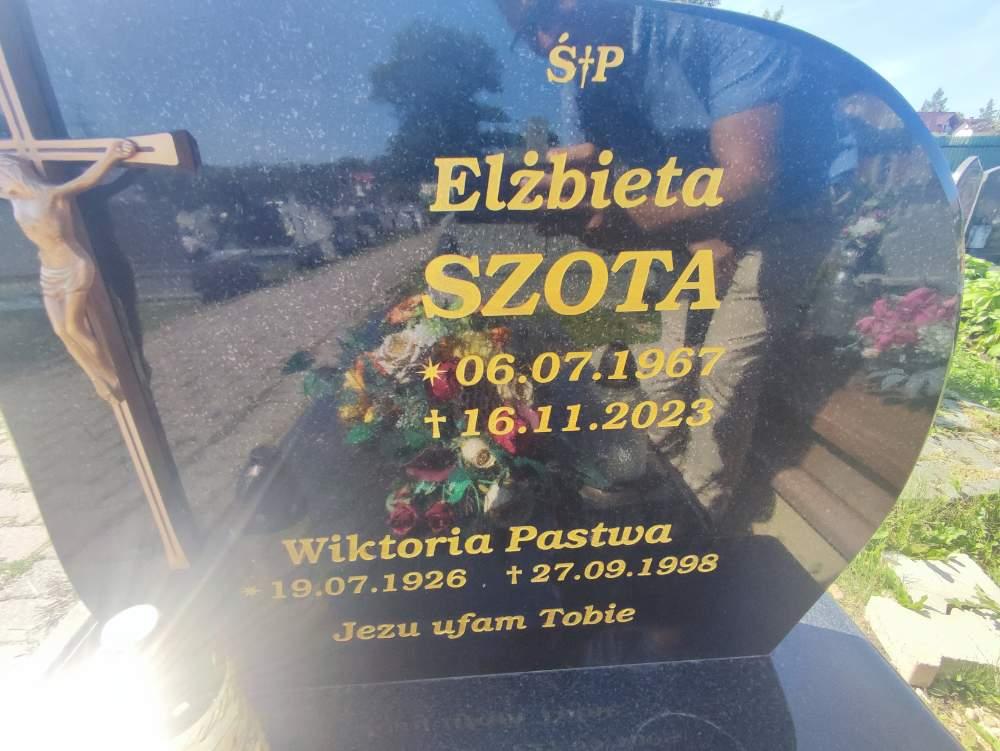 Ś†P
Elżbieta
SZOTA
✴06.07.1967
†16.11.2023
Wiktoria Pastwa
✴19.07.1926 †27.09.1998
Jezu ufam Tobie